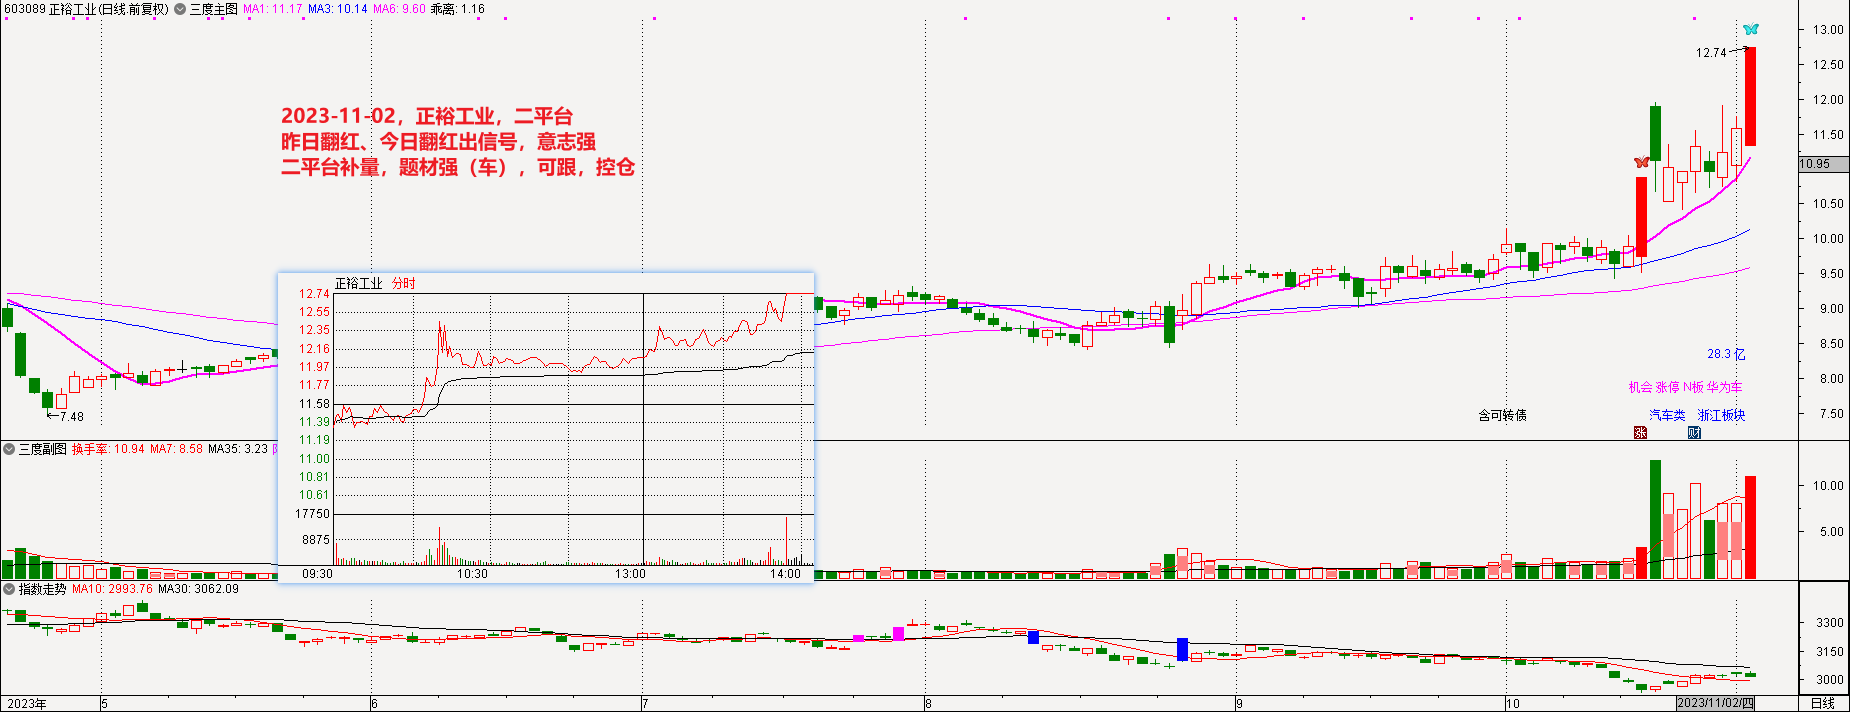 603089 正裕工业(日线.前复权) 三度主图 MA1: 11.17 MA3: 10.14 MA6: 9.60 乖离: 1.16
13.00
12.74
12.50
12.00
11.50
10.95
10.50
10.00
9.50
9.00
8.50
8.00
7.50
2023-11-02，正裕工业，二平台
昨日翻红、今日翻红出信号，意志强
二平台补量，题材强（车），可跟，控仓
7.48
28.3 亿
机会 涨停 N板 华为车
含可转债 汽车类 浙江板块
涨 财
正裕工业 分时
12.74
12.55
12.35
12.16
11.97
11.77
11.58
11.39
11.19
11.00
10.81
10.61
17750
8875
09:30 10:30 13:00 14:00
三度副图 换手率: 10.94 MA7: 8.58 MA35: 3.23
10.00
5.00
指数走势 MA10: 2993.76 MA30: 3062.09
3300
3150
3000
2023年 5 6 7 8 9 10 2023/11/02/四 日线